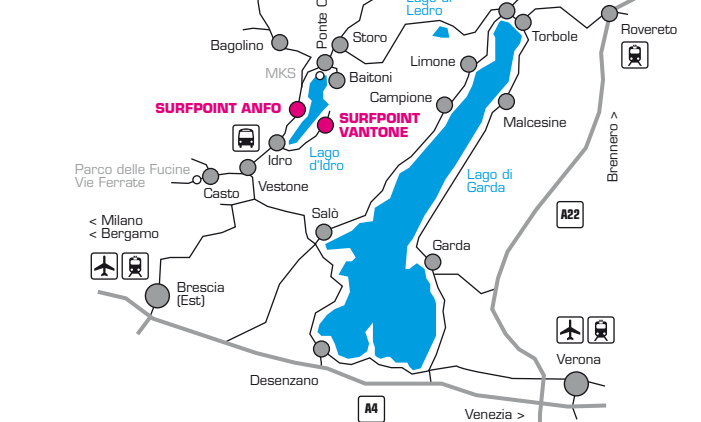 Lago di
Ledro
Ponte C
Bagolino
Storo
Torbole
Rovereto
MKS
Baitoni
Limone
Campione
SURFPOINT ANFO
SURFPOINT
VANTONE
Malcesine
Brennero >
Idro
Lago
d'Idro
Parco delle Fucine
Vie Ferrate
Casto
Vestone
Lago di
Garda
A22
< Milano
< Bergamo
Salò
Garda
Brescia
(Est)
Verona
Desenzano
A4
Venezia >